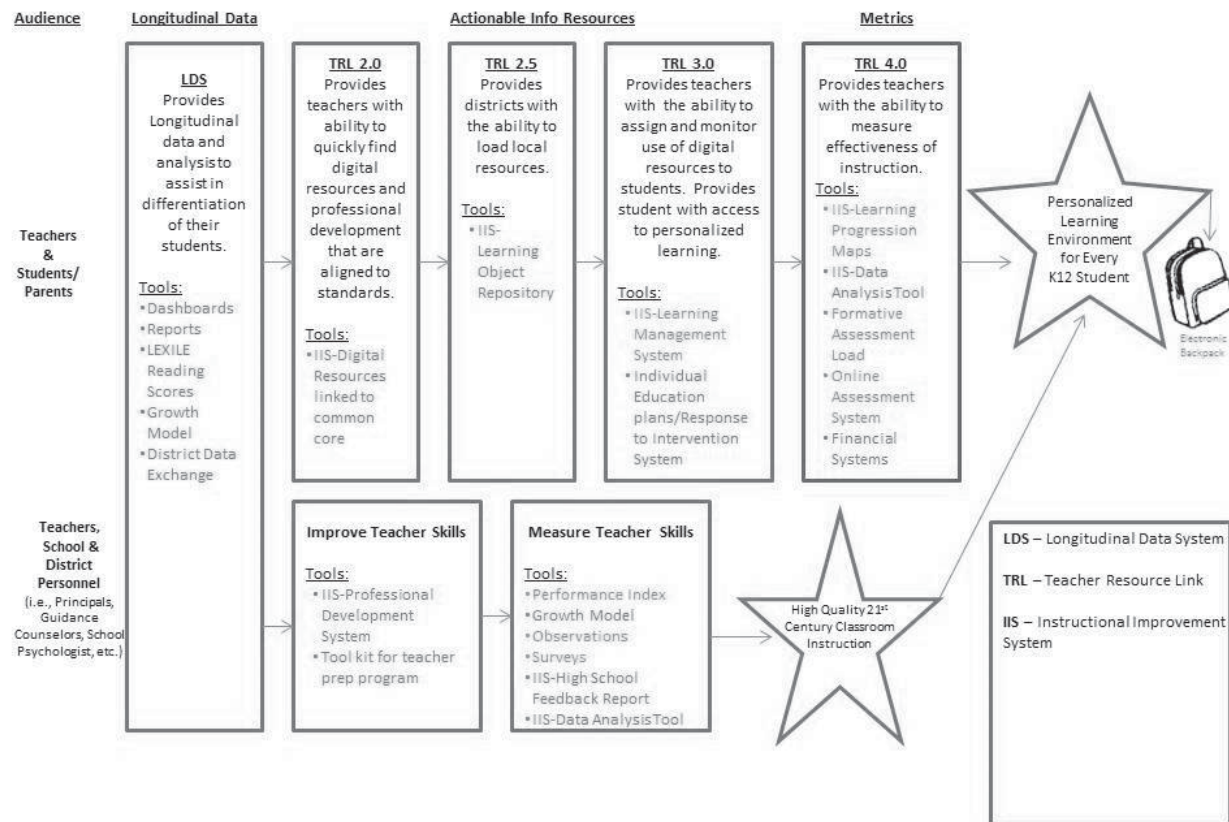 Audience
Longitudinal Data
Actionable Info Resources
Metrics
Teachers
&
Students/
Parents
LDS
Provides
Longitudinal
data and
analysis to
assist in
differentiation
of their
students.
Tools:
•Dashboards
•Reports
•LEXILE
Reading
Scores
•Growth
Model
•District Data
Exchange
TRL 2.0
Provides
teachers with
ability to
quickly find
digital
resources and
professional
development
that are
aligned to
standards.
Tools:
•IIS-Digital
Resources
linked to
common
core
TRL 2.5
Provides
districts with
the ability to
load local
resources.
Tools:
•IIS-
Learning
Object
Repository
TRL 3.0
Provides teachers
with the ability to
assign and monitor
use of digital
resources to
students. Provides
student with access
to personalized
learning.
Tools:
•IIS-Learning
Management
System
•Individual
Education
plans/Response
to Intervention
System
TRL 4.0
Provides teachers
with the ability to
measure
effectiveness of
instruction.
Tools:
•IIS-Learning
Progression
Maps
•IIS-Data
Analysis Tool
•Formative
Assessment
Load
•Online
Assessment
System
•Financial
Systems
Personalized
Learning
Environment
for Every
K12 Student
Electronic
Backpack
Teachers,
School &
District
Personnel
(i.e., Principals,
Guidance
Counselors, School
Psychologist, etc.)
Improve Teacher Skills
Tools:
•IIS-Professional
Development
System
•Tool kit for teacher
prep program
Measure Teacher Skills
Tools:
•Performance Index
•Growth Model
•Observations
•Surveys
•IIS-High School
Feedback Report
•IIS-Data Analysis Tool
High Quality 21st
Century Classroom
Instruction
LDS – Longitudinal Data System
TRL – Teacher Resource Link
IIS – Instructional Improvement
System